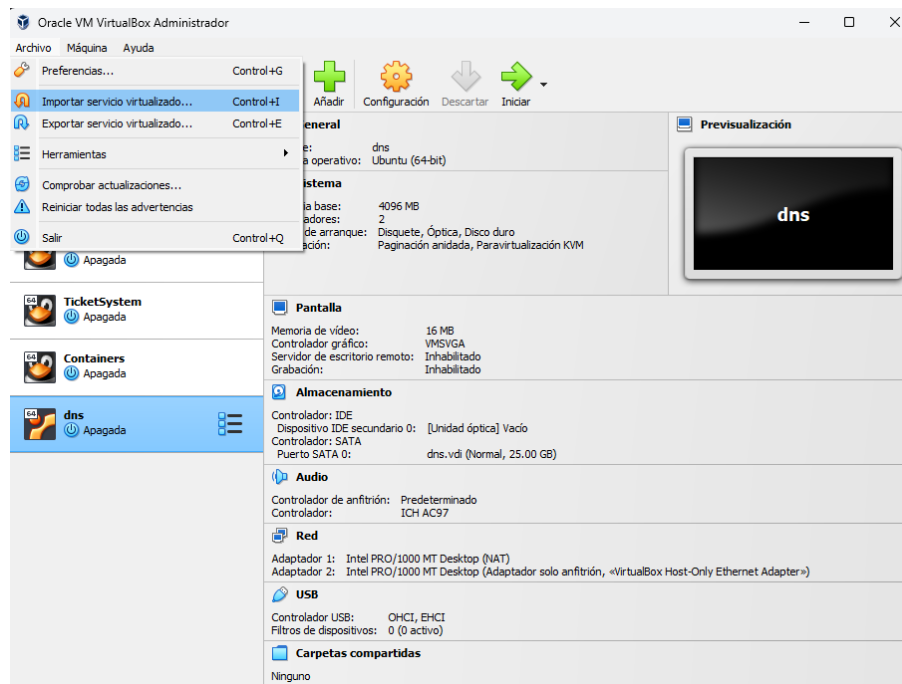 Oracle VM VirtualBox Administrador
Archivo Máquina Ayuda
Preferencias... Control+G
Importar servicio virtualizado... Control+I
Exportar servicio virtualizado... Control+E
Herramientas
Comprobar actualizaciones...
Reiniciar todas las advertencias
Salir Control+Q
Añadir Configuración Descartar Iniciar
Apagada
64 TicketSystem
Apagada
64 Containers
Apagada
64 dns
Apagada
eneral
e: dns
a operativo: Ubuntu (64-bit)
istema
ia base: 4096 MB
adores: 2
de arranque: Disquete, Óptica, Disco duro
ación: Paginación anidada, Paravirtualización KVM
Previsualización
dns
Pantalla
Memoria de vídeo: 16 MB
Controlador gráfico: VMSVGA
Servidor de escritorio remoto: Inhabilitado
Grabación: Inhabilitado
Almacenamiento
Controlador: IDE
Dispositivo IDE secundario 0: [Unidad óptica] Vacío
Controlador: SATA
Puerto SATA 0: dns.vdi (Normal, 25.00 GB)
Audio
Controlador de anfitrión: Predeterminado
Controlador: ICH AC97
Red
Adaptador 1: Intel PRO/1000 MT Desktop (NAT)
Adaptador 2: Intel PRO/1000 MT Desktop (Adaptador solo anfitrión, «VirtualBox Host-Only Ethernet Adapter»)
USB
Controlador USB: OHCI, EHCI
Filtros de dispositivos: 0 (0 activo)
Carpetas compartidas
Ninguno